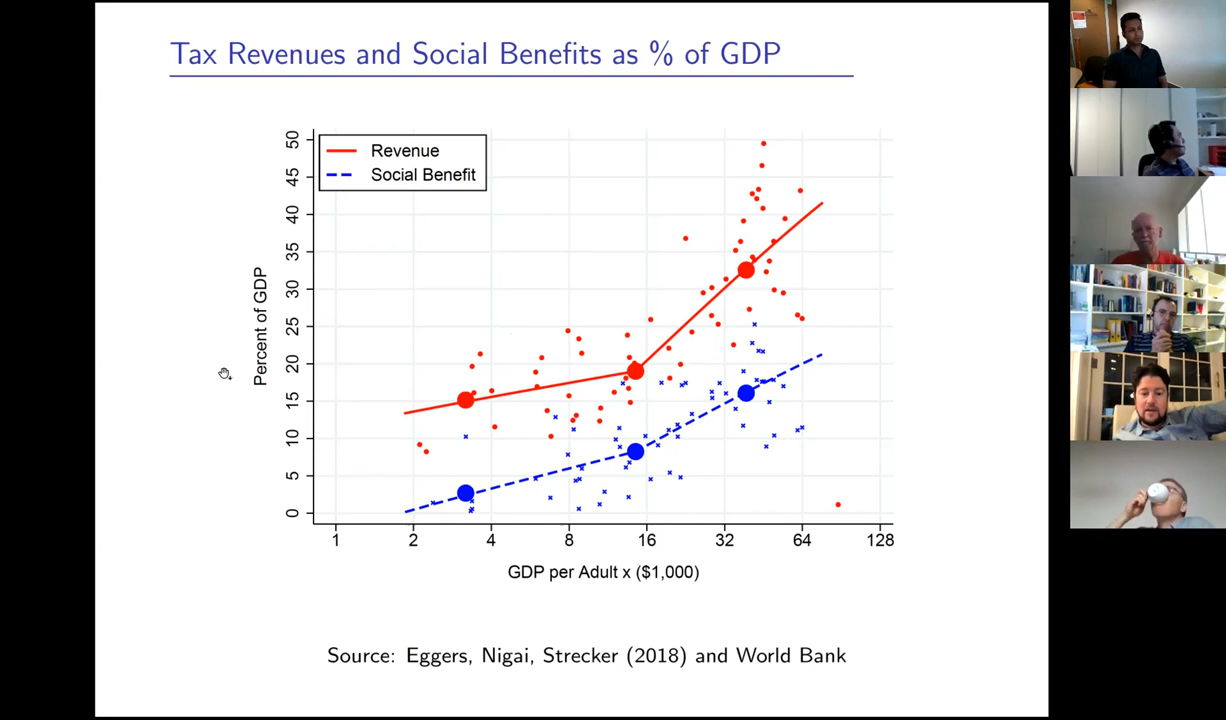 Tax Revenues and Social Benefits as % of GDP
Revenue
Social Benefit
50
45
40
35
30
25
20
15
10
5
0
Percent of GDP
1 2 4 8 16 32 64 128
GDP per Adult x ($1,000)
Source: Eggers, Nigai, Strecker (2018) and World Bank